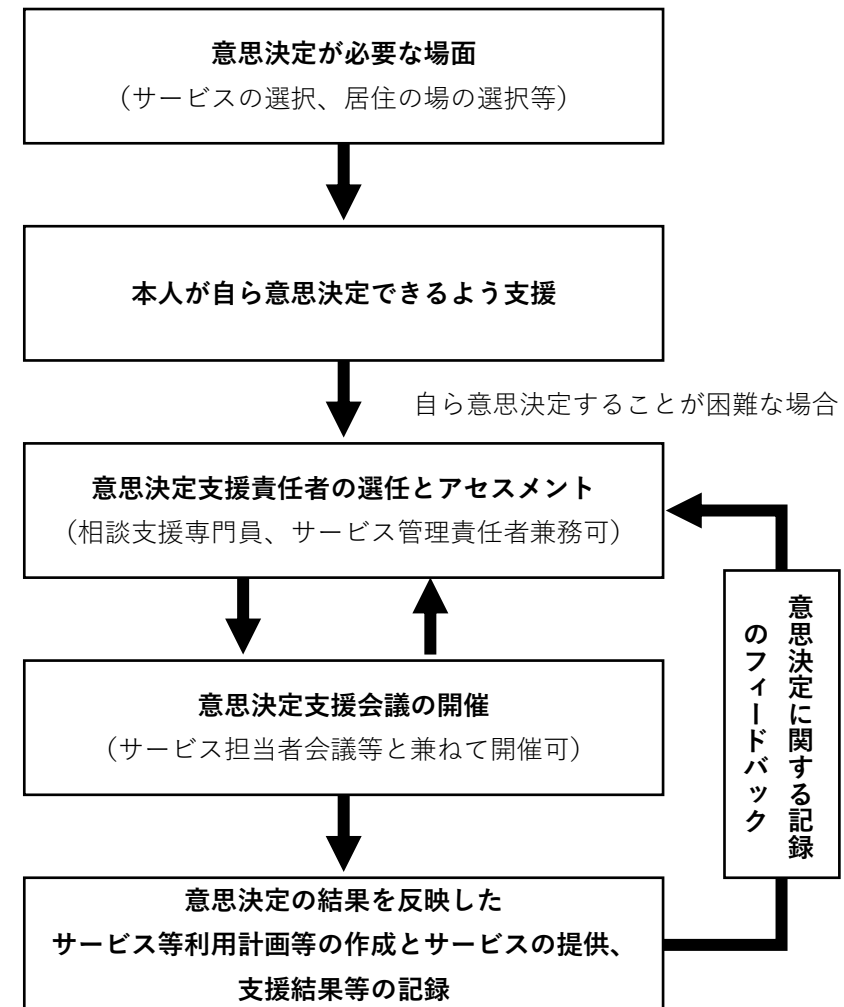 意思決定が必要な場面
（サービスの選択、居住の場の選択等）
本人が自ら意思決定できるよう支援
自ら意思決定することが困難な場合
意思決定支援責任者の選任とアセスメント
（相談支援専門員、サービス管理責任者兼務可）
意思決定支援会議の開催
（サービス担当者会議等と兼ねて開催可）
意思決定の結果を反映した
サービス等利用計画等の作成とサービスの提供、
支援結果等の記録
意思決定に関する記録
のフィードバック